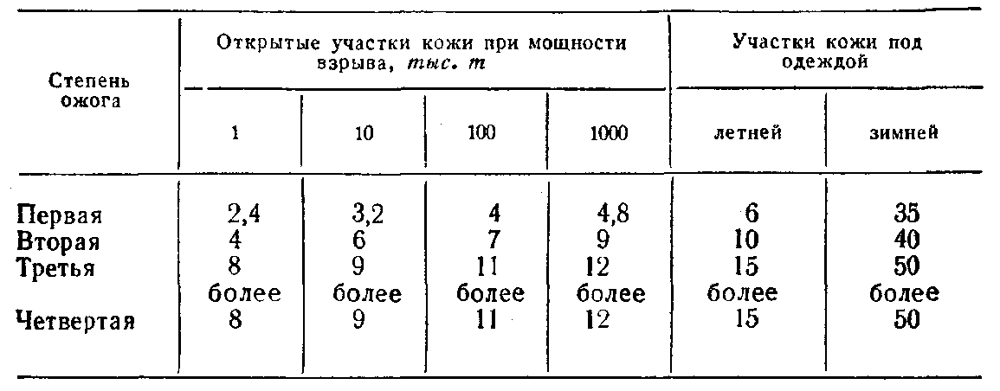 Степень ожога
Открытые участки кожи при мощности взрыва, тыс. т
Участки кожи под одеждой
1 10 100 1000 летней зимней
Первая 2,4 3,2 4 4,8 6 35
Вторая 4 6 7 9 10 40
Третья 8 9 11 12 15 50
более более более более более более
Четвертая 8 9 11 12 15 50